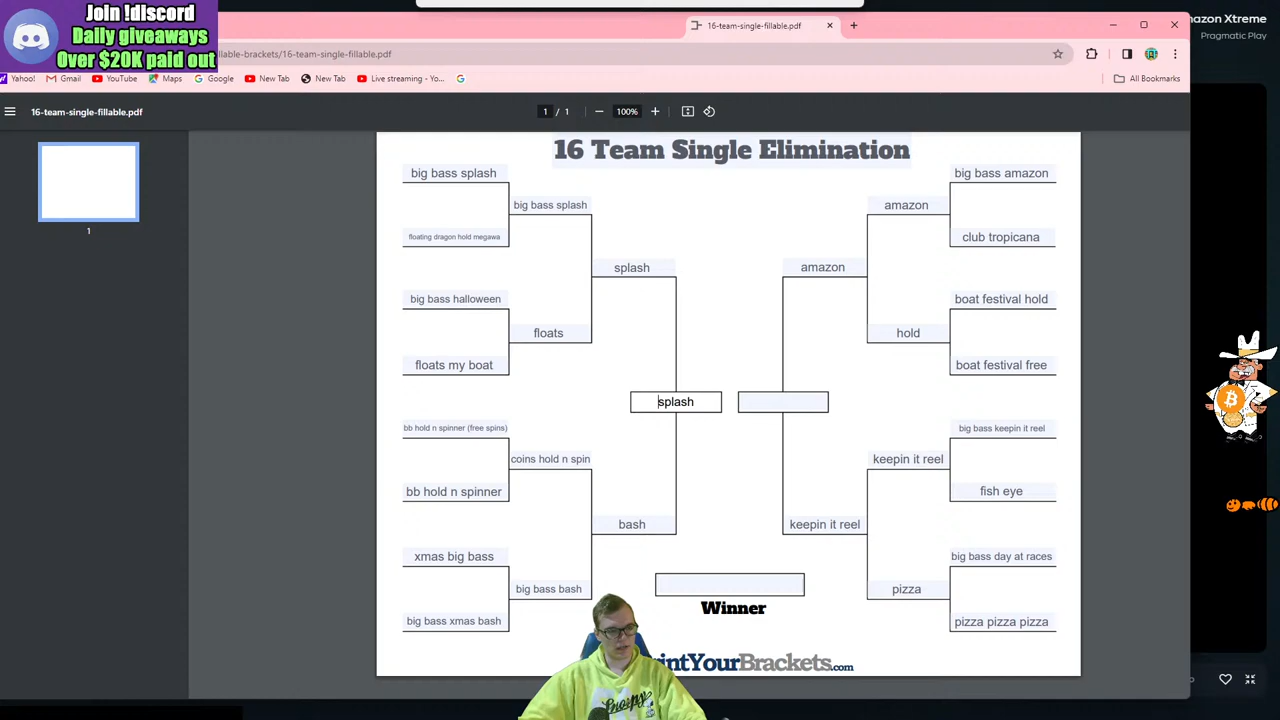 Join !discord
Daily giveaways
Over $20K paid out
16-team-single-fillable.pdf
llable-brackets/16-team-single-fillable.pdf
Yahoo!
Gmail
YouTube
Maps
Google
New Tab
New Tab
Live streaming - Yo...
All Bookmarks
azon Xtreme
Pragmatic Play
16-team-single-fillable.pdf
1 / 1
100%
1
16 Team Single Elimination
big bass splash
big bass splash
floating dragon hold megawa
splash
big bass halloween
floats
floats my boat
splash
bb hold n spinner (free spins)
coins hold n spin
bb hold n spinner
bash
xmas big bass
big bass bash
big bass xmas bash
big bass amazon
amazon
club tropicana
amazon
boat festival hold
hold
boat festival free
big bass keepin it reel
keepin it reel
fish eye
keepin it reel
big bass day at races
pizza
pizza pizza pizza
Winner
intYourBrackets.com